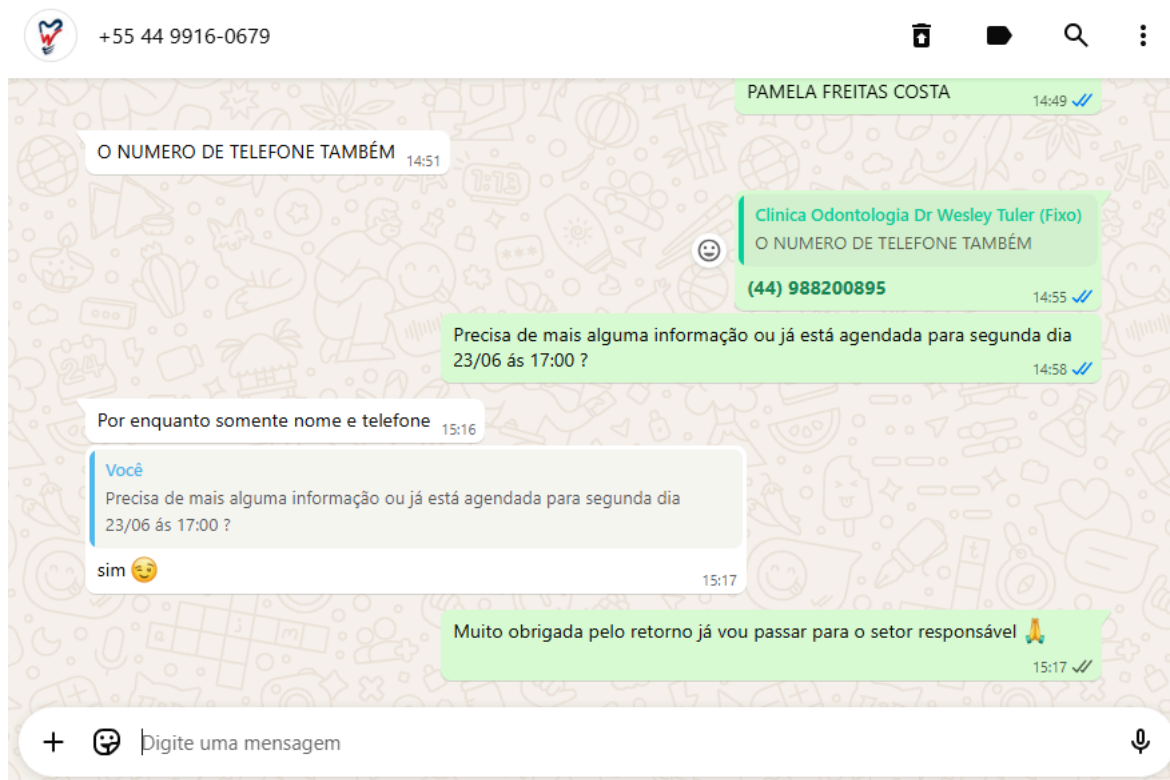 +55 44 9916-0679
PAMELA FREITAS COSTA
14:49
O NUMERO DE TELEFONE TAMBÉM
14:51
Clinica Odontologia Dr Wesley Tuler (Fixo)
O NUMERO DE TELEFONE TAMBÉM
(44) 988200895
14:55
Precisa de mais alguma informação ou já está agendada para segunda dia
23/06 ás 17:00 ?
14:58
Por enquanto somente nome e telefone
15:16
Você
Precisa de mais alguma informação ou já está agendada para segunda dia
23/06 ás 17:00 ?
sim 😉
15:17
Muito obrigada pelo retorno já vou passar para o setor responsável 🙏
15:17
Digite uma mensagem